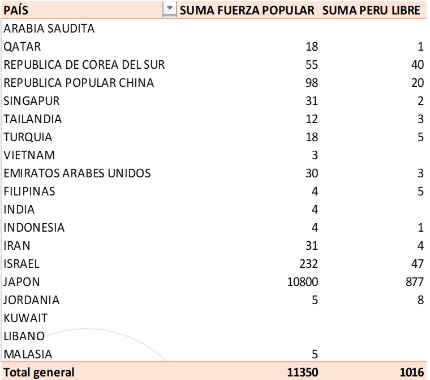 PAÍS SUMA FUERZA POPULAR SUMA PERU LIBRE
ARABIA SAUDITA
QATAR 18 1
REPUBLICA DE COREA DEL SUR 55 40
REPUBLICA POPULAR CHINA 98 20
SINGAPUR 31 2
TAILANDIA 12 3
TURQUIA 18 5
VIETNAM 3
EMIRATOS ARABES UNIDOS 30 3
FILIPINAS 4 5
INDIA 4
INDONESIA 4 1
IRAN 31 4
ISRAEL 232 47
JAPON 10800 877
JORDANIA 5 8
KUWAIT
LIBANO
MALASIA 5
Total general 11350 1016